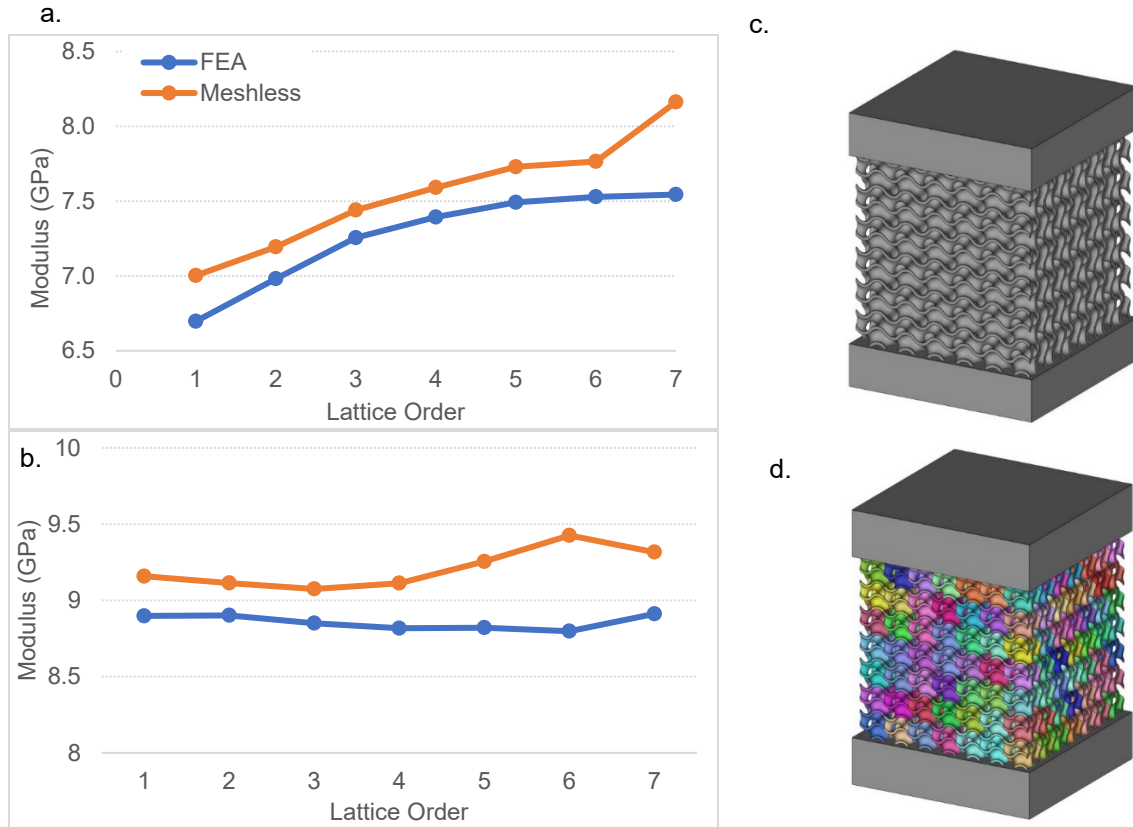 a.
8.5
FEA
Meshless
8.0
7.5
7.0
6.5
Modulus (GPa)
0 1 2 3 4 5 6 7
Lattice Order
b.
10
9.5
9
8.5
8
Modulus (GPa)
1 2 3 4 5 6 7
Lattice Order
c.
d.